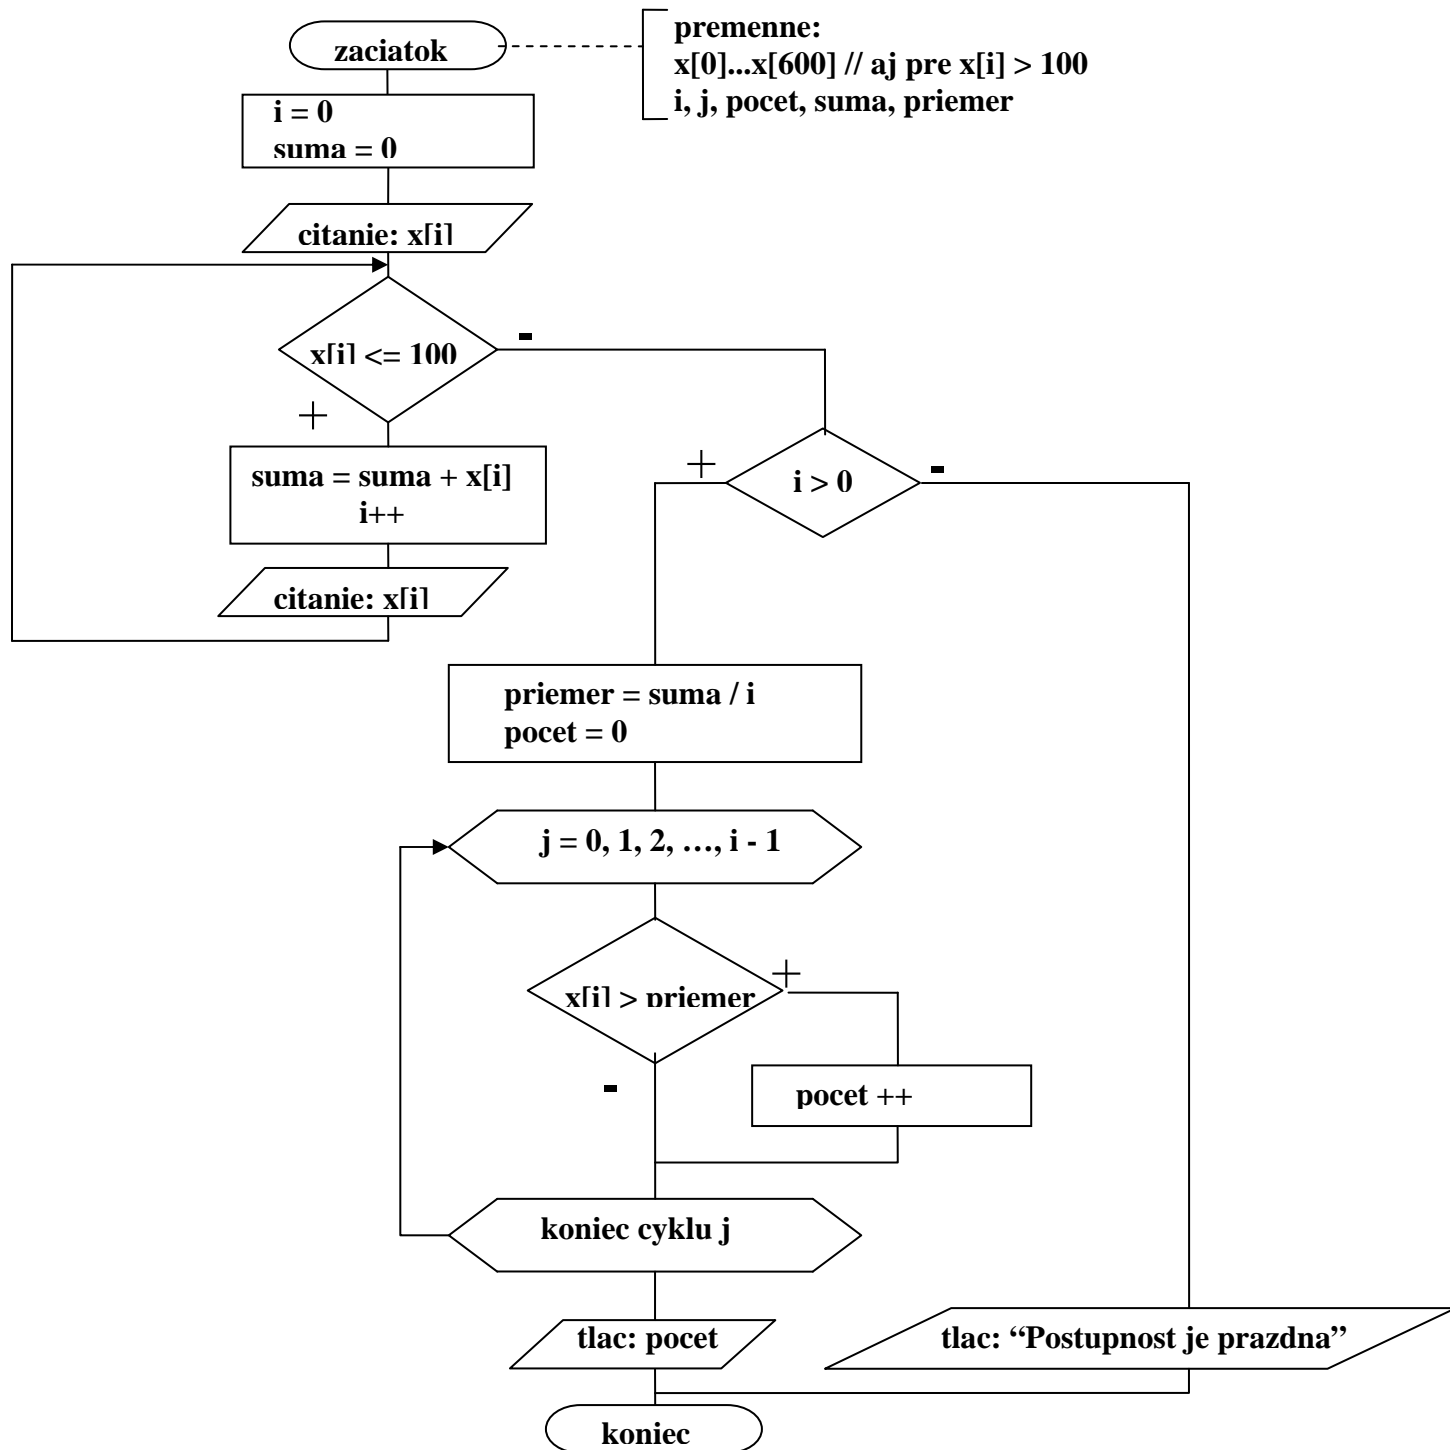 zaciatok
premenne:
x[0]...x[600] // aj pre x[i] > 100
i, j, pocet, suma, priemer
i = 0
suma = 0
citanie: x[i]
x[i] <= 100
-
+
suma = suma + x[i]
i++
citanie: x[i]
i > 0
+
-
priemer = suma / i
pocet = 0
j = 0, 1, 2, …, i - 1
x[i] > priemer
+
-
pocet ++
koniec cyklu j
tlac: pocet
tlac: “Postupnost je prazdna”
koniec